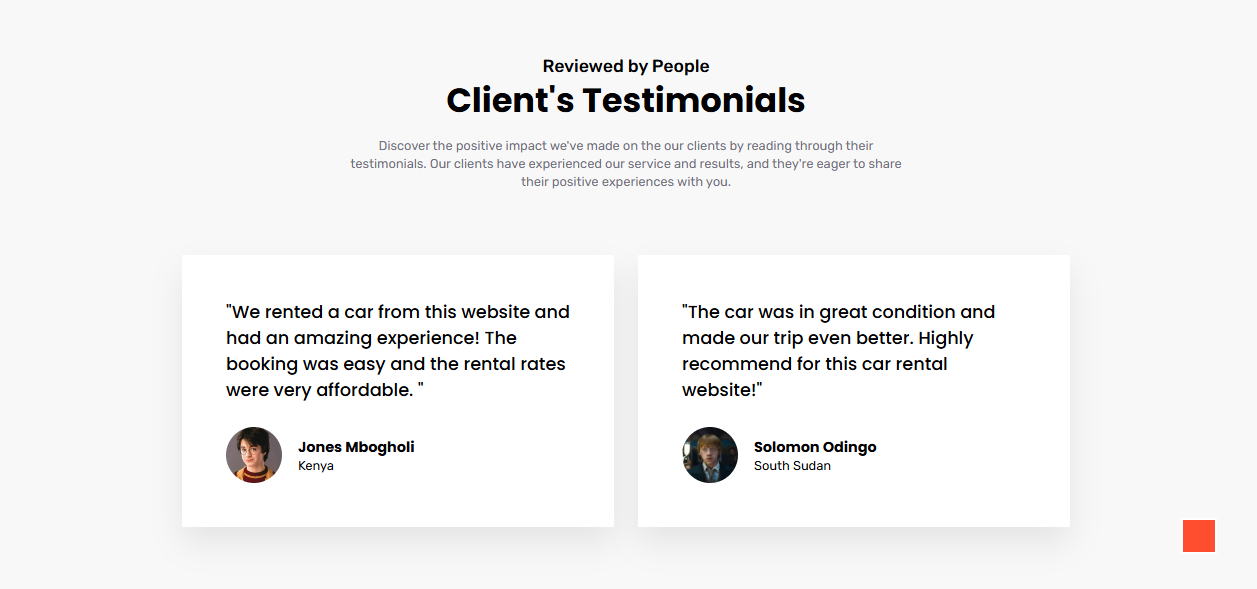 Reviewed by People
Client's Testimonials
Discover the positive impact we've made on the our clients by reading through their
testimonials. Our clients have experienced our service and results, and they're eager to share
their positive experiences with you.
"We rented a car from this website and
had an amazing experience! The
booking was easy and the rental rates
were very affordable. "
Jones Mbogholi
Kenya
"The car was in great condition and
made our trip even better. Highly
recommend for this car rental
website!"
Solomon Odingo
South Sudan